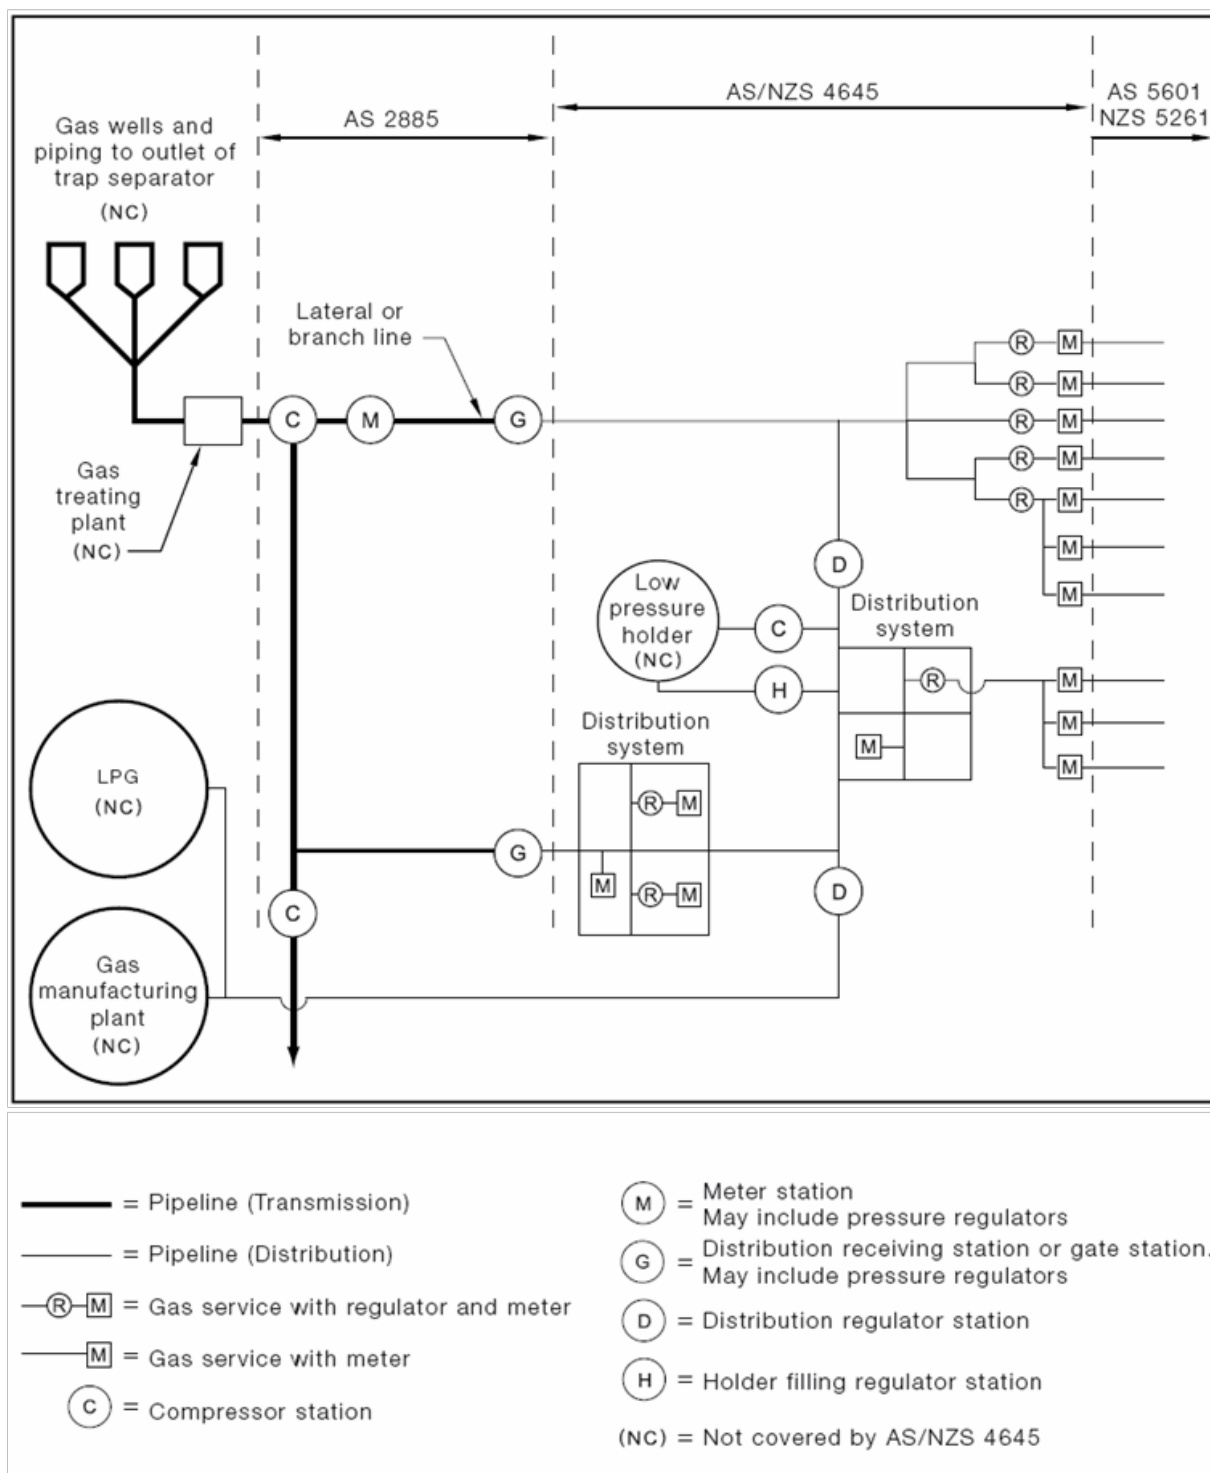 AS/NZS 4645
AS 5601
NZS 5261
AS 2885
Gas wells and
piping to outlet of
trap separator
(NC)
Lateral or
branch line
R
M
R
M
C
M
G
R
M
R
M
Gas
treating
plant
(NC)
R
M
M
D
M
Low
pressure
holder
(NC)
C
Distribution
system
H
R
M
Distribution
system
M
M
M
LPG
(NC)
R
M
G
M
R
M
D
C
Gas
manufacturing
plant
(NC)
= Pipeline (Transmission)
= Pipeline (Distribution)
R M = Gas service with regulator and meter
M = Gas service with meter
C = Compressor station
M = Meter station
May include pressure regulators
G = Distribution receiving station or gate station.
May include pressure regulators
D = Distribution regulator station
H = Holder filling regulator station
(NC) = Not covered by AS/NZS 4645